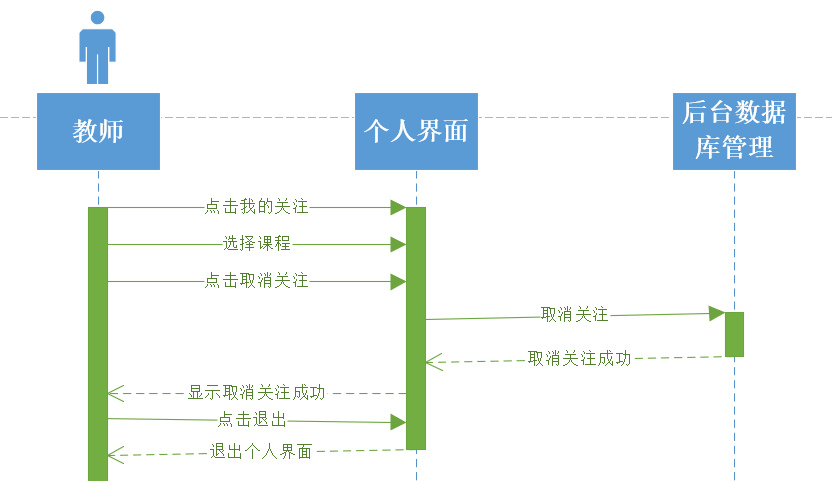 教师
个人界面
后台数据
库管理
点击我的关注
选择课程
点击取消关注
取消关注
取消关注成功
显示取消关注成功
点击退出
退出个人界面